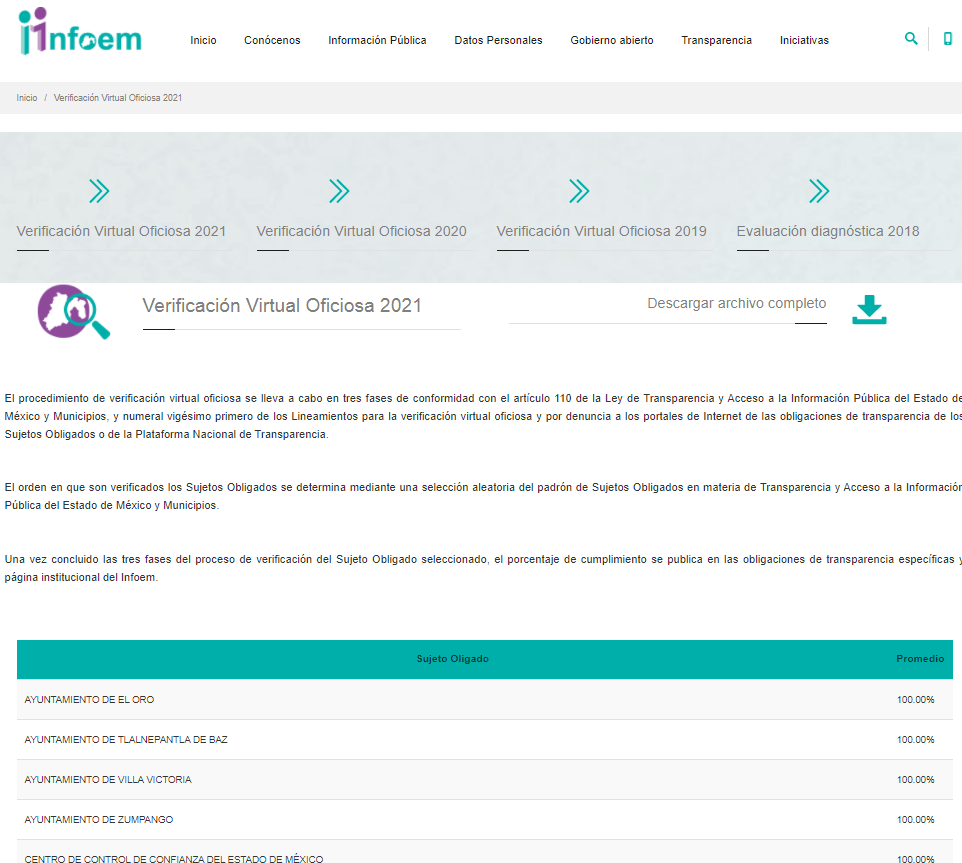 infoem
Inicio Conócenos Información Pública Datos Personales Gobierno abierto Transparencia Iniciativas
Inicio / Verificación Virtual Oficiosa 2021
Verificación Virtual Oficiosa 2021 Verificación Virtual Oficiosa 2020 Verificación Virtual Oficiosa 2019 Evaluación diagnóstica 2018
Verificación Virtual Oficiosa 2021 Descargar archivo completo
El procedimiento de verificación virtual oficiosa se lleva a cabo en tres fases de conformidad con el artículo 110 de la Ley de Transparencia y Acceso a la Información Pública del Estado de
México y Municipios, y numeral vigésimo primero de los Lineamientos para la verificación virtual oficiosa y por denuncia a los portales de Internet de las obligaciones de transparencia de los
Sujetos Obligados o de la Plataforma Nacional de Transparencia.
El orden en que son verificados los Sujetos Obligados se determina mediante una selección aleatoria del padrón de Sujetos Obligados en materia de Transparencia y Acceso a la Información
Pública del Estado de México y Municipios.
Una vez concluido las tres fases del proceso de verificación del Sujeto Obligado seleccionado, el porcentaje de cumplimiento se publica en las obligaciones de transparencia específicas y
página institucional del Infoem.
Sujeto Oligado Promedio
AYUNTAMIENTO DE EL ORO 100.00%
AYUNTAMIENTO DE TLALNEPANTLA DE BAZ 100.00%
AYUNTAMIENTO DE VILLA VICTORIA 100.00%
AYUNTAMIENTO DE ZUMPANGO 100.00%
CENTRO DE CONTROL DE CONFIANZA DEL ESTADO DE MÉXICO 100.00%